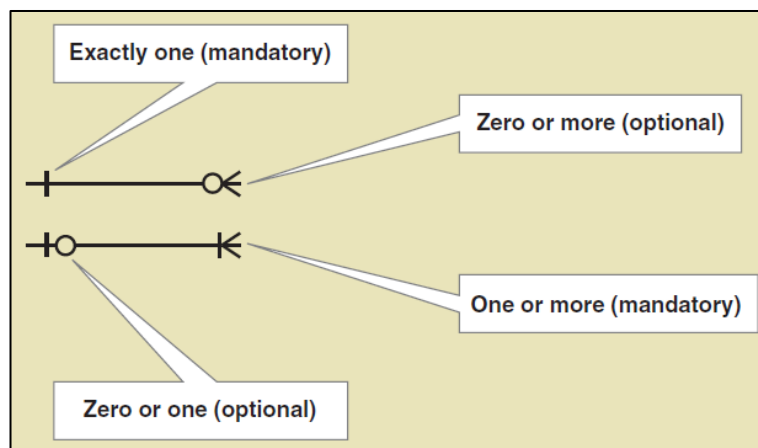 Exactly one (mandatory)
Zero or more (optional)
One or more (mandatory)
Zero or one (optional)